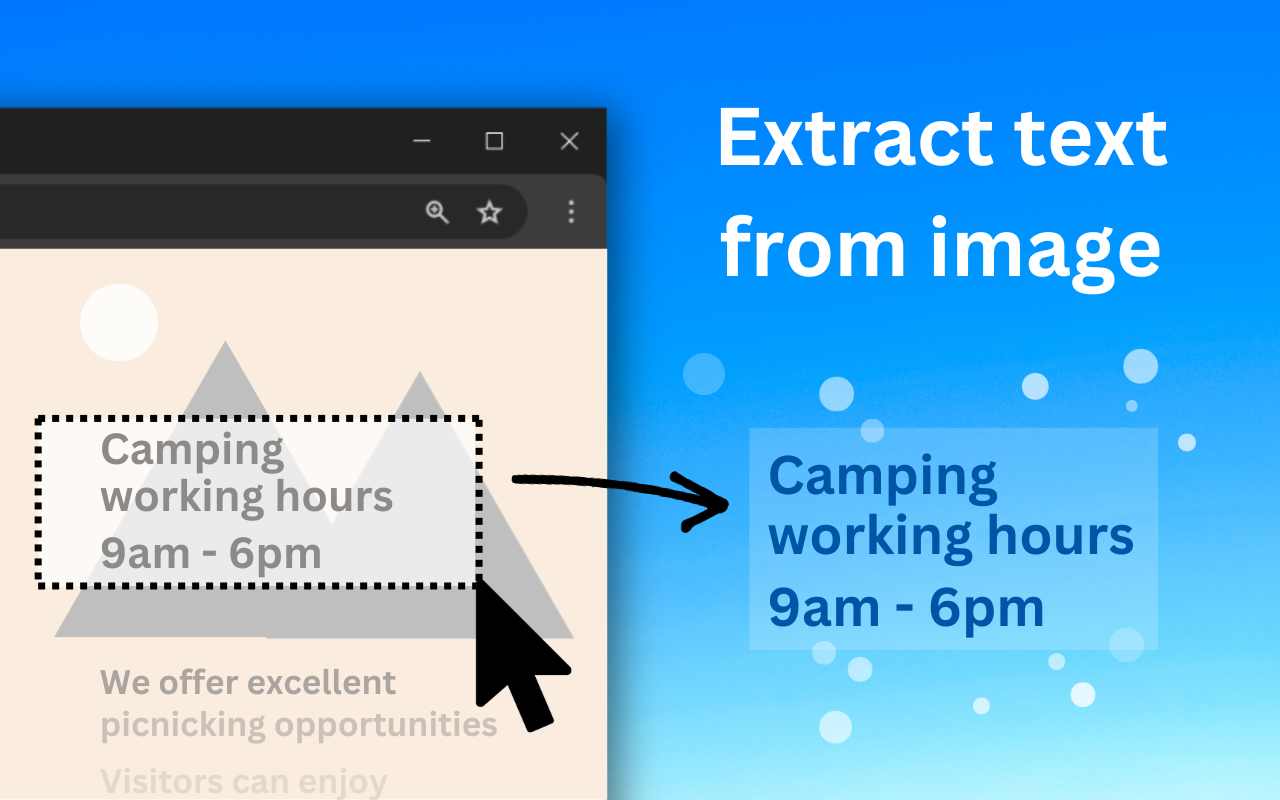 Extract text
from image
Camping
working hours
9am - 6pm
We offer excellent
picnicking opportunities
Visitors can enjoy
Camping
working hours
9am - 6pm